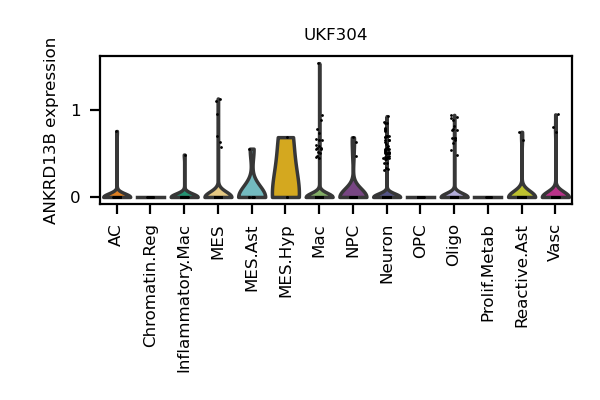 UKF304
ANKRD13B expression
1
0
AC
Chromatin.Reg
Inflammatory.Mac
MES
MES.Ast
MES.Hyp
Mac
NPC
Neuron
OPC
Oligo
Prolif.Metab
Reactive.Ast
Vasc